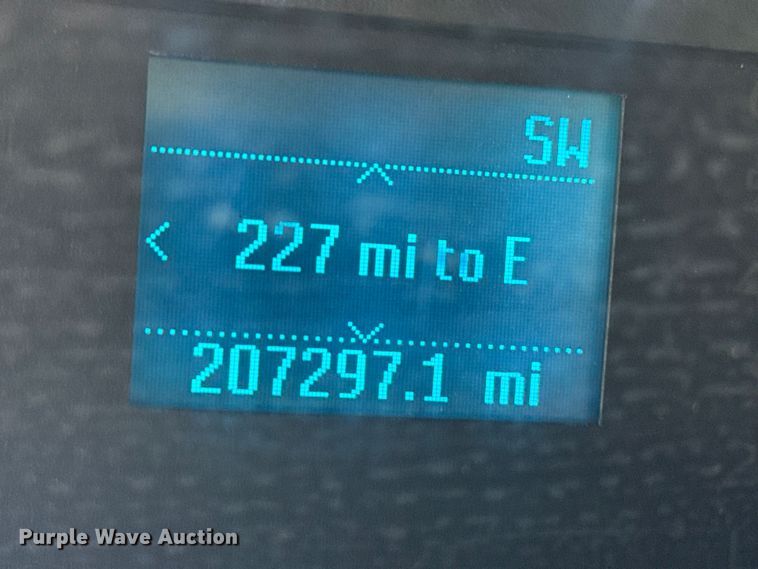 SW
227 mi to E
207297.1 mi
Purple Wave Auction